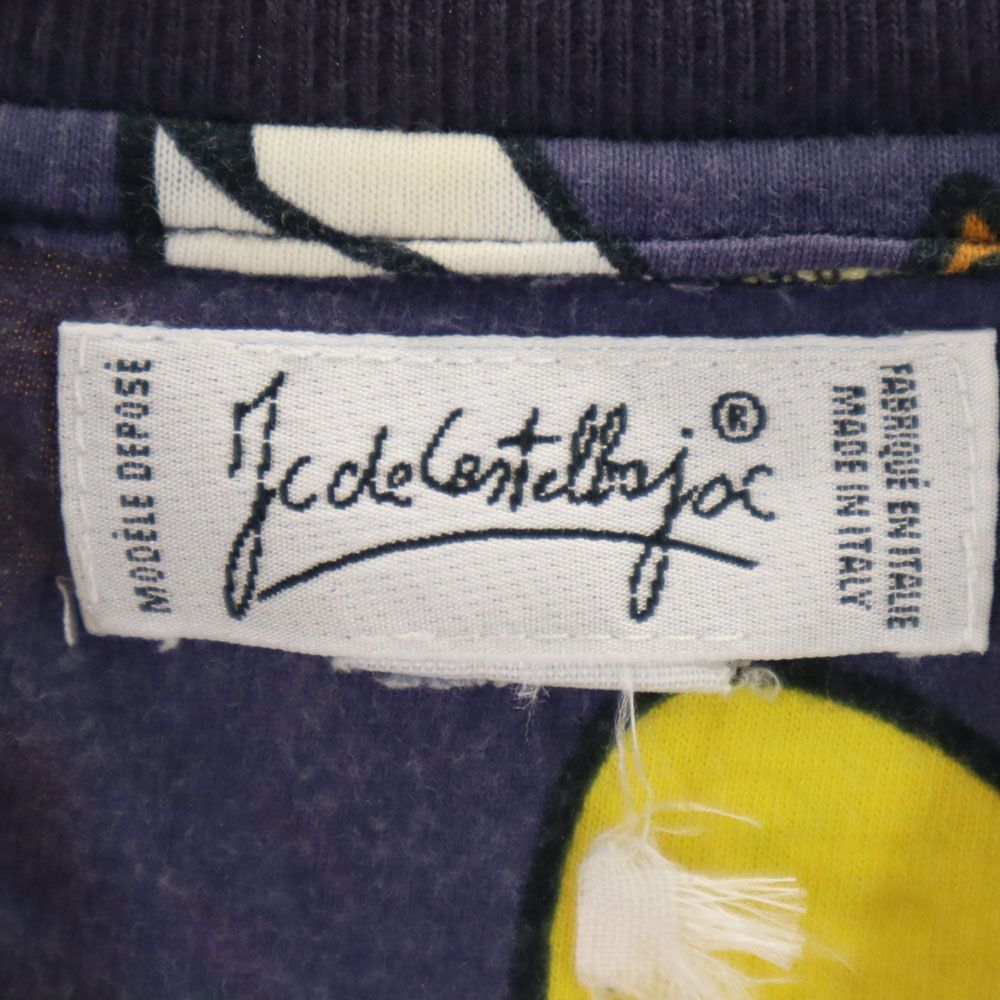 MODÈLE DEPOSÉ
Jc de Castelbajac ®
FABRIQUÉ EN ITALIE
MADE IN ITALY